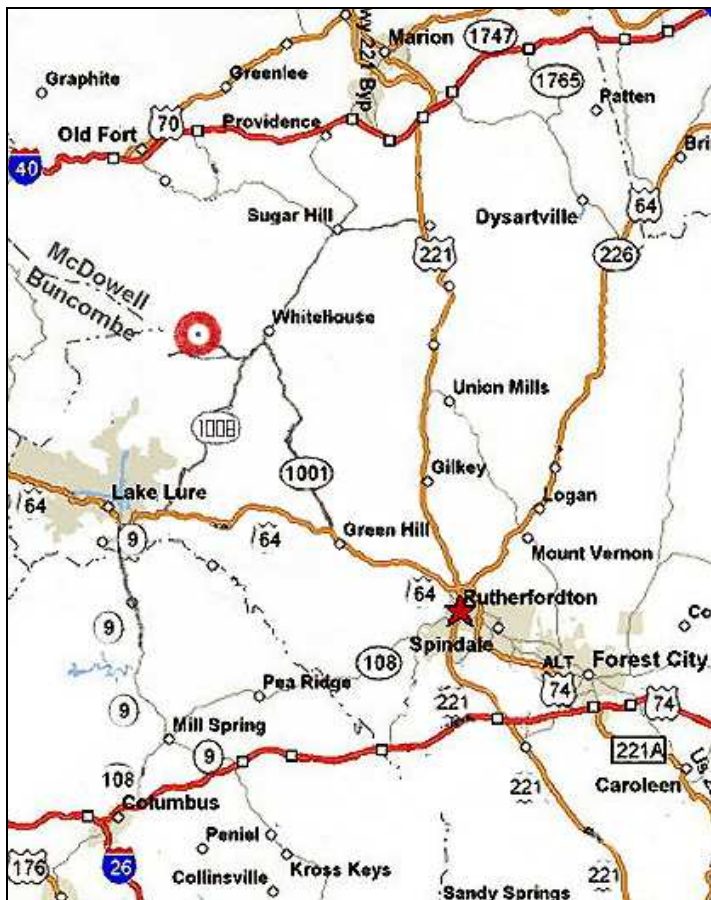 Marion
1747
wy 221 Byp
Graphite
Greenlee
1765
Patten
70
Providence
Old Fort
40
Bri
Sugar Hill
Dysartville
64
221
226
McDowell
Buncombe
Whitehouse
Union Mills
1008
1001
Gilkey
Lake Lure
Logan
64
9
64
Green Hill
Mount Vernon
64
Rutherfordton
9
Co
Spindale
108
ALT
Forest City
Pea Ridge
74
9
221
74
Mill Spring
9
221A
Us
108
221
Caroleen
Columbus
Peniel
176
26
Kross Keys
Collinsville
221
Sandy Springs